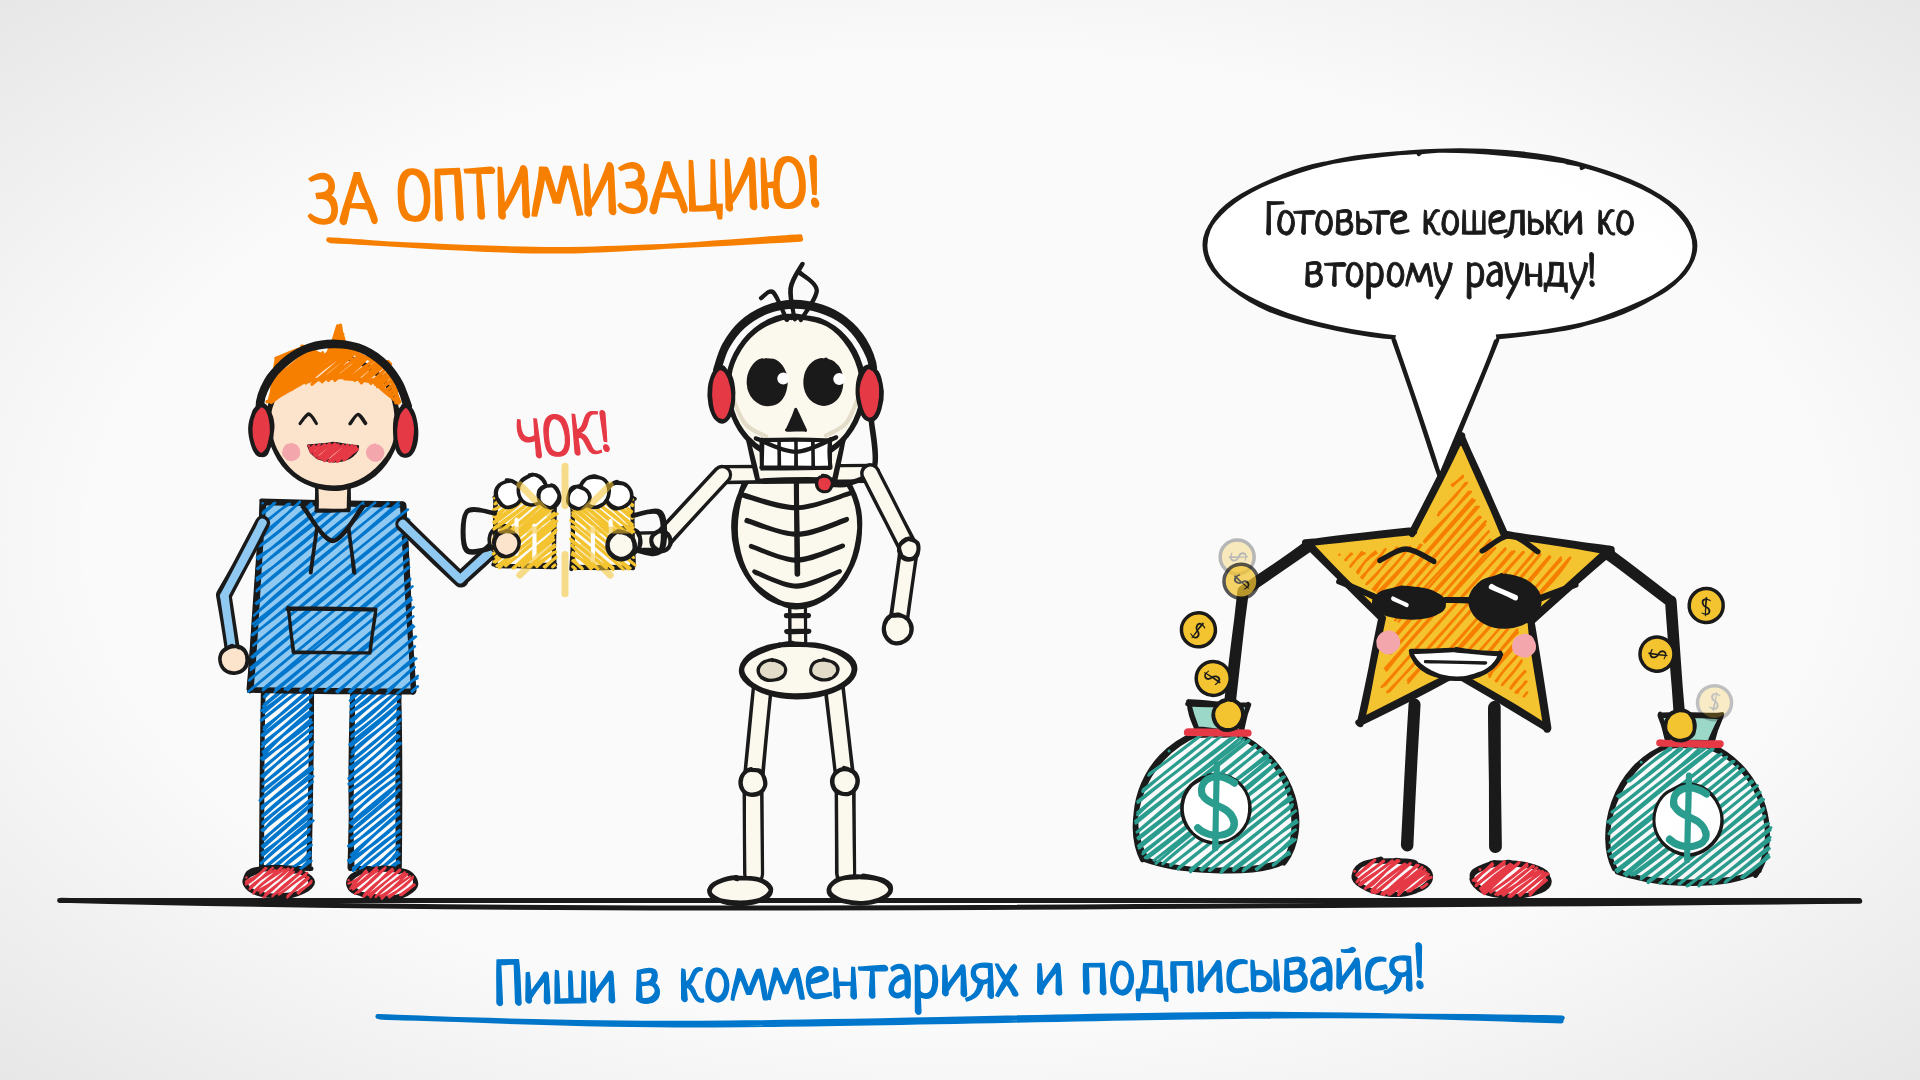 ЗА ОПТИМИЗАЦИЮ!
Готовьте кошельки ко
второму раунду!
ЧОК!
$
$
$
$
$
$
$
$
$
$
Пиши в комментариях и подписывайся!